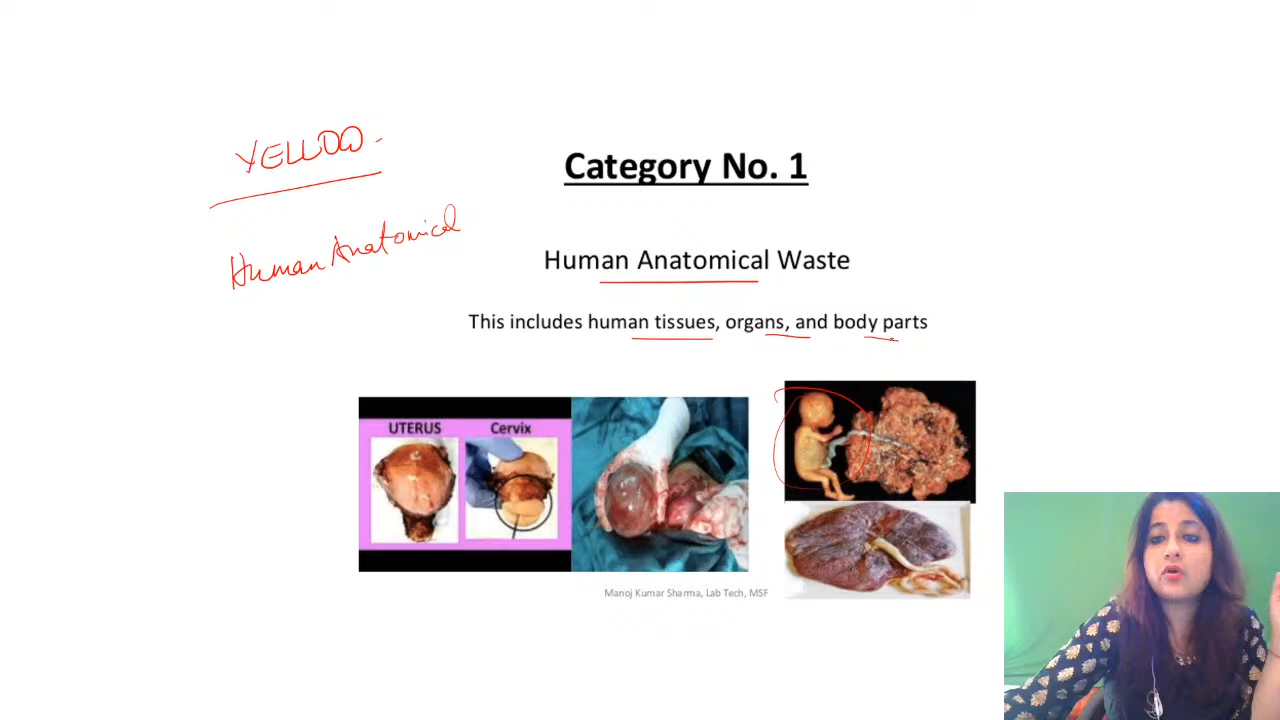 YELLOW
Category No. 1
Human Anatomical
Human Anatomical Waste
This includes human tissues, organs, and body parts
UTERUS Cervix
Manoj Kumar Sharma, Lab Tech, MSF